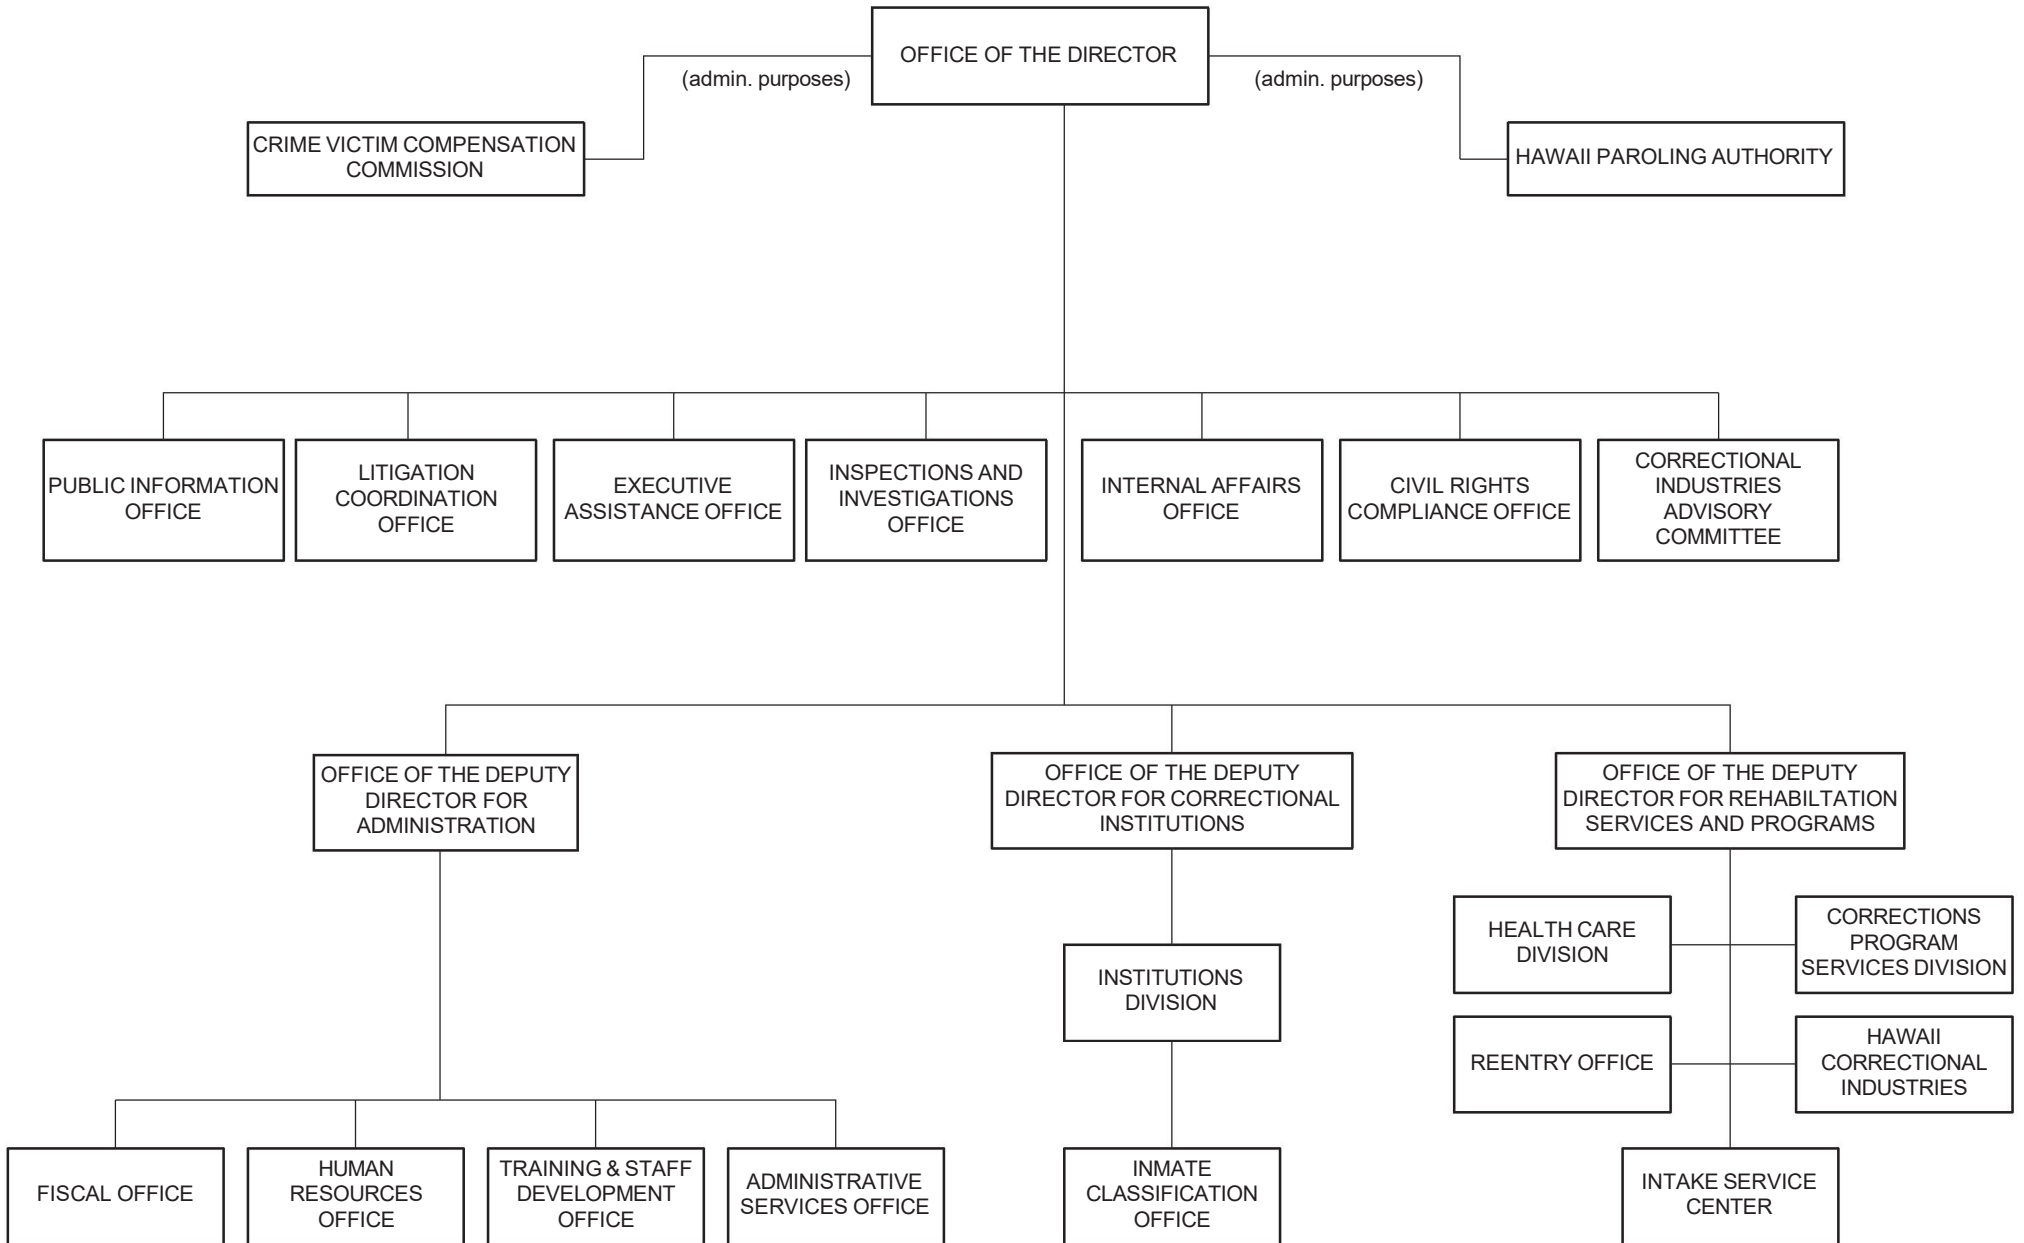 OFFICE OF THE DIRECTOR
(admin. purposes)
(admin. purposes)
CRIME VICTIM COMPENSATION
COMMISSION
HAWAII PAROLING AUTHORITY
PUBLIC INFORMATION
OFFICE
LITIGATION
COORDINATION
OFFICE
EXECUTIVE
ASSISTANCE OFFICE
INSPECTIONS AND
INVESTIGATIONS
OFFICE
INTERNAL AFFAIRS
OFFICE
CIVIL RIGHTS
COMPLIANCE OFFICE
CORRECTIONAL
INDUSTRIES
ADVISORY
COMMITTEE
OFFICE OF THE DEPUTY
DIRECTOR FOR
ADMINISTRATION
OFFICE OF THE DEPUTY
DIRECTOR FOR CORRECTIONAL
INSTITUTIONS
OFFICE OF THE DEPUTY
DIRECTOR FOR REHABILTATION
SERVICES AND PROGRAMS
HEALTH CARE
DIVISION
CORRECTIONS
PROGRAM
SERVICES DIVISION
INSTITUTIONS
DIVISION
REENTRY OFFICE
HAWAII
CORRECTIONAL
INDUSTRIES
FISCAL OFFICE
HUMAN
RESOURCES
OFFICE
TRAINING & STAFF
DEVELOPMENT
OFFICE
ADMINISTRATIVE
SERVICES OFFICE
INMATE
CLASSIFICATION
OFFICE
INTAKE SERVICE
CENTER